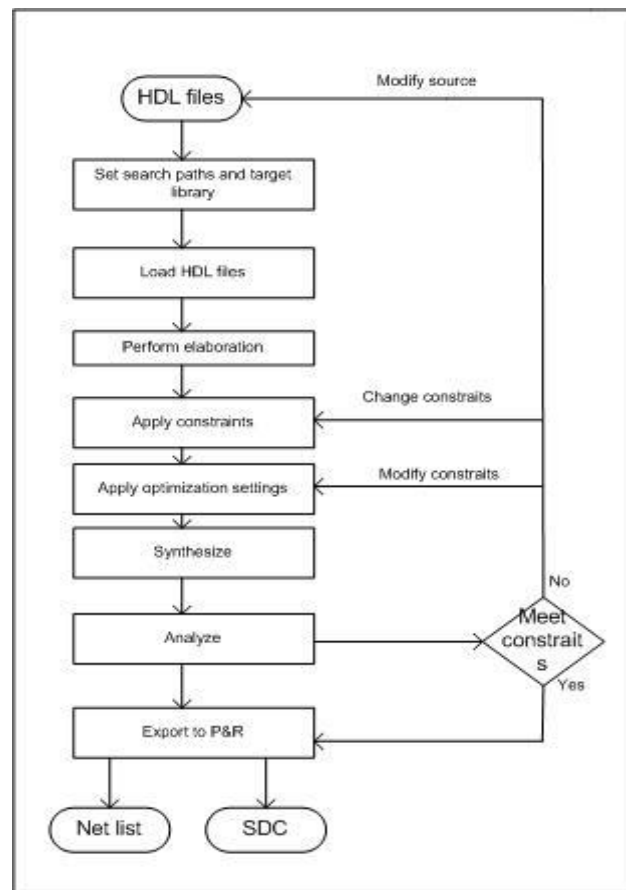 Modify source
HDL files
Set search paths and target
library
Load HDL files
Perform elaboration
Change constraits
Apply constraints
Modify constraits
Apply optimization settings
Synthesize
No
Meet
constrait
s
Analyze
Yes
Export to P&R
Net list
SDC